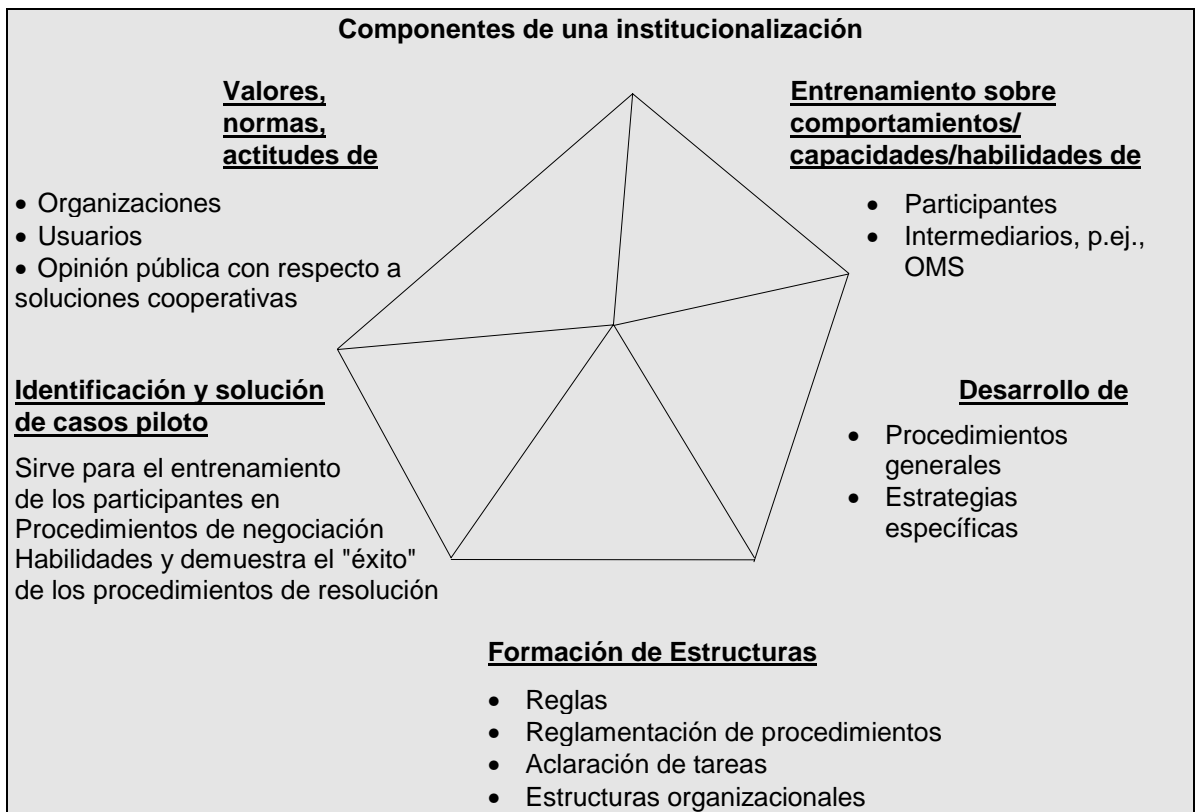 Componentes de una institucionalización
Valores,
normas,
actitudes de
• Organizaciones
• Usuarios
• Opinión pública con respecto a
soluciones cooperativas
Entrenamiento sobre
comportamientos/
capacidades/habilidades de
• Participantes
• Intermediarios, p.ej.,
OMS
Identificación y solución
de casos piloto
Sirve para el entrenamiento
de los participantes en
Procedimientos de negociación
Habilidades y demuestra el "éxito"
de los procedimientos de resolución
Desarrollo de
• Procedimientos
generales
• Estrategias
específicas
Formación de Estructuras
• Reglas
• Reglamentación de procedimientos
• Aclaración de tareas
• Estructuras organizacionales